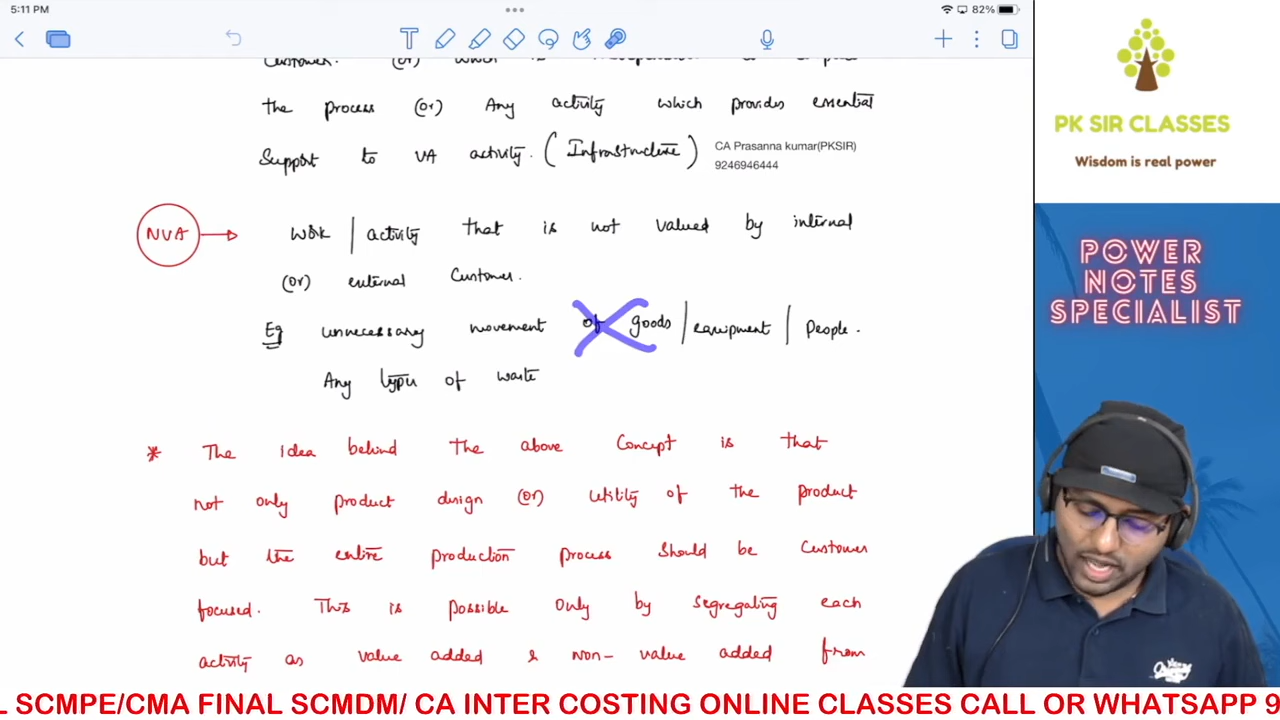 5:11 PM
82%
Customer. (or) which is to
the process (or) Any activity which provides essential
Support to VA activity. (Infrastructure)
CA Prasanna kumar(PKSIR)
9246946444
NVA → Work / activity that is not valued by internal
(or) external Customer.
Eg unnecessary movement of goods / equipment / People.
Any type of waste
* The idea behind the above Concept is that
not only product design (or) utility of the product
but the entire production process should be customer
focused. This is possible only by segregating each
activity as value added & non-value added from
PK SIR CLASSES
Wisdom is real power
POWER
NOTES
SPECIALIST
L SCMPE/CMA FINAL SCMDM/ CA INTER COSTING ONLINE CLASSES CALL OR WHATSAPP 9